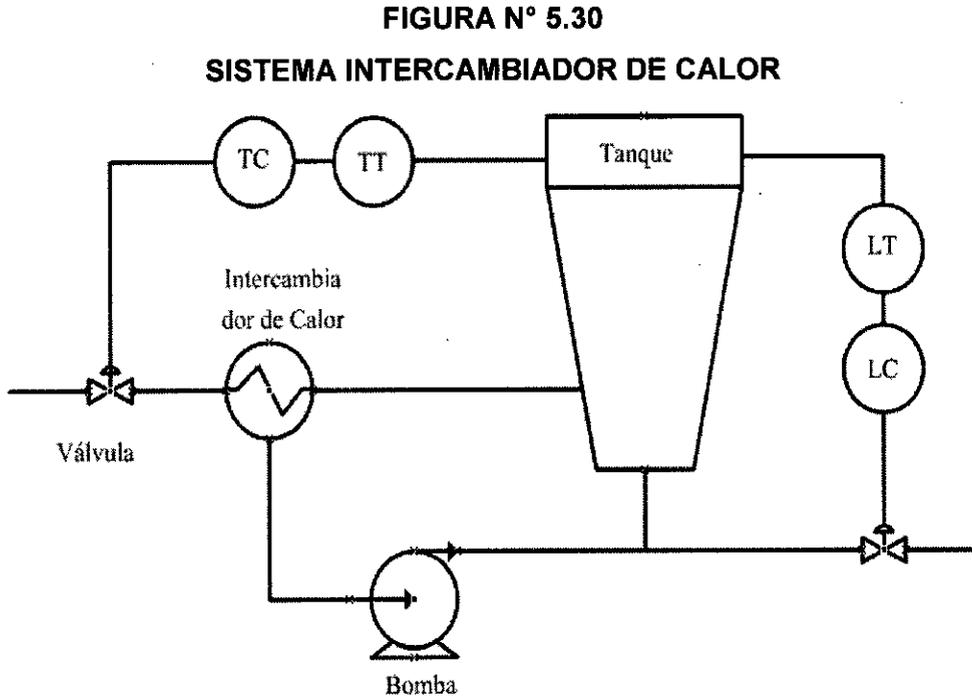 FIGURA N° 5.30
SISTEMA INTERCAMBIADOR DE CALOR
TC
TT
Tanque
LT
Intercambia
dor de Calor
LC
Válvula
Bomba